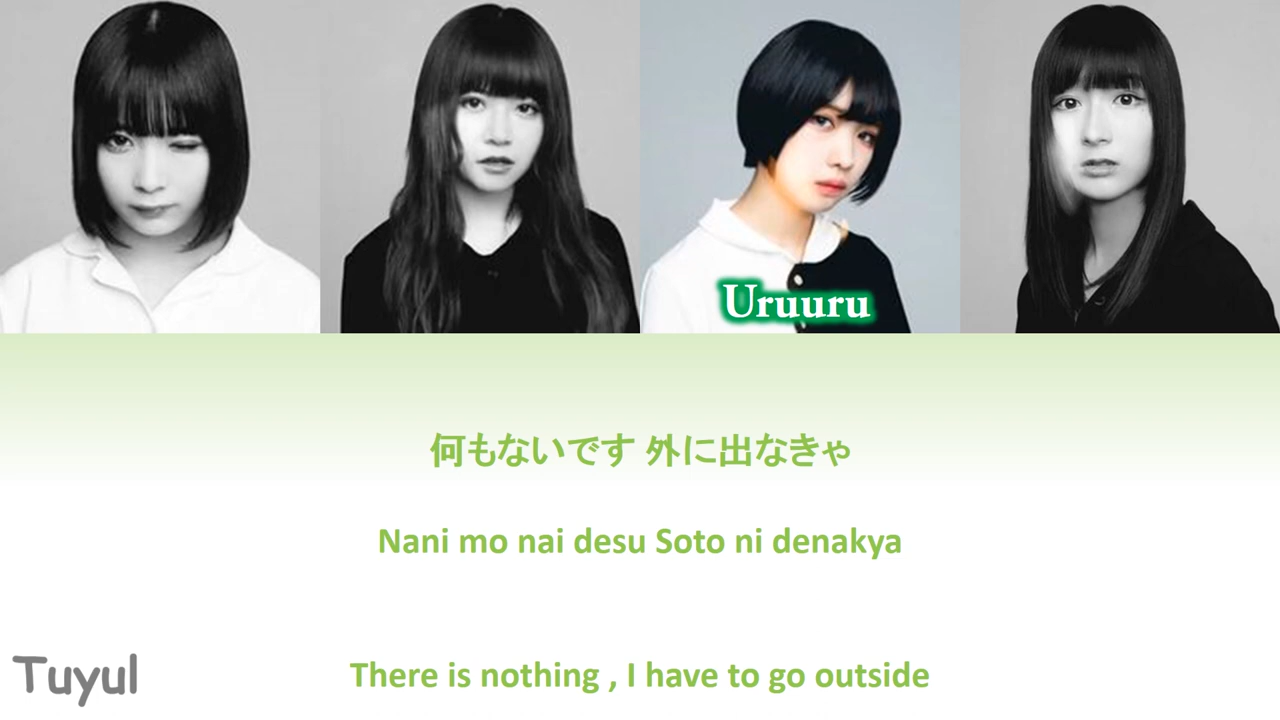 Uruuru
何もないです 外に出なきゃ
Nani mo nai desu Soto ni denakya
Tuyul
There is nothing , I have to go outside